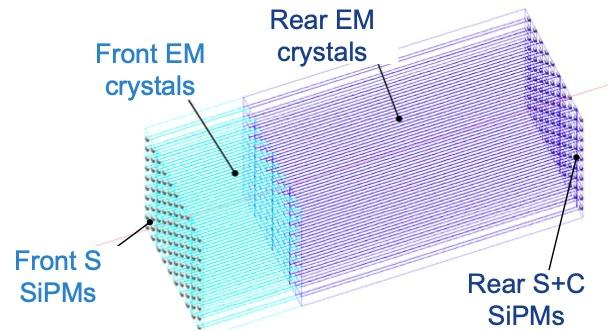 Rear EM
crystals
Front EM
crystals
Front S
SiPMs
Rear S+C
SiPMs